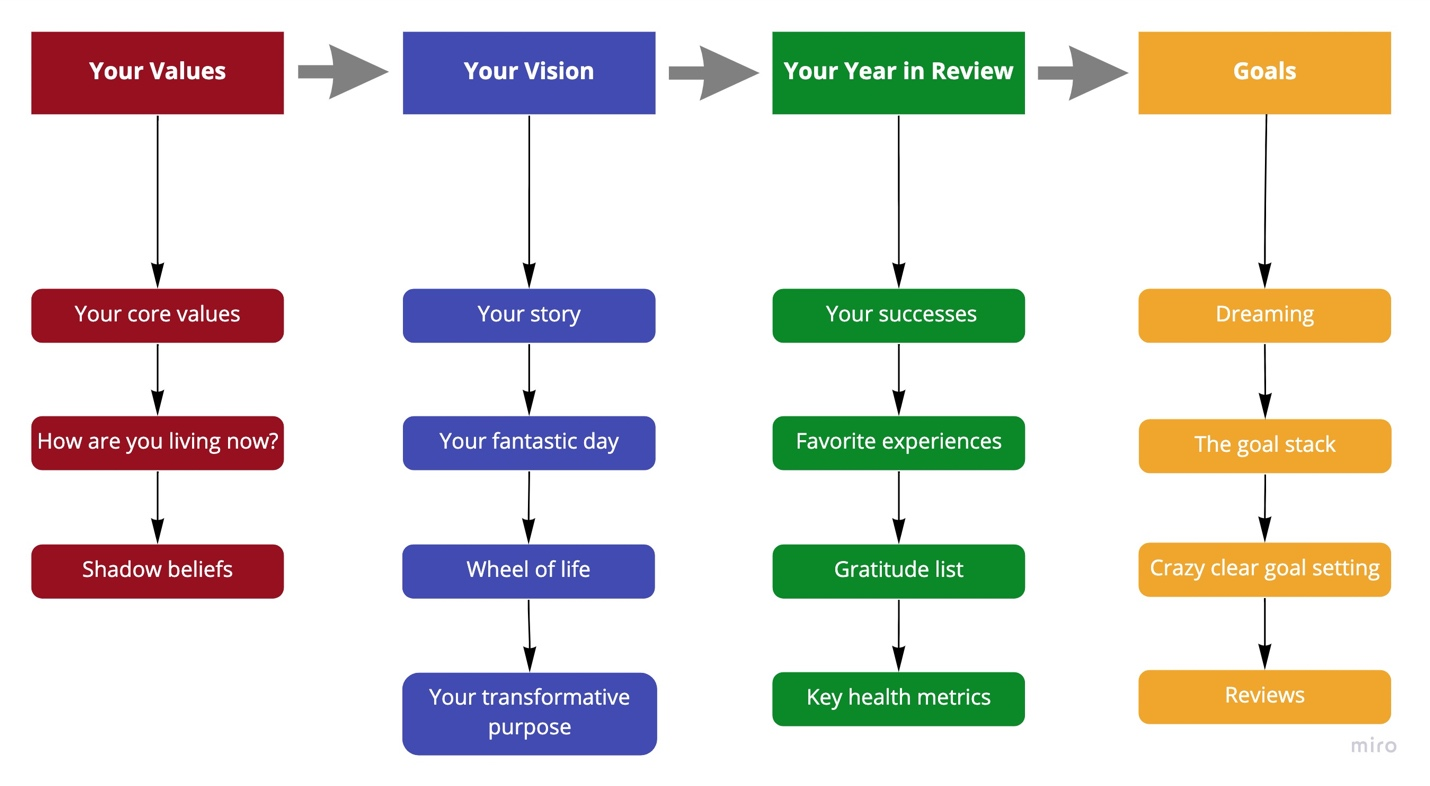 Your Values
Your Vision
Your Year in Review
Goals
Your core values
Your story
Your successes
Dreaming
How are you living now?
Your fantastic day
Favorite experiences
The goal stack
Shadow beliefs
Wheel of life
Gratitude list
Crazy clear goal setting
Your transformative
purpose
Key health metrics
Reviews
miro